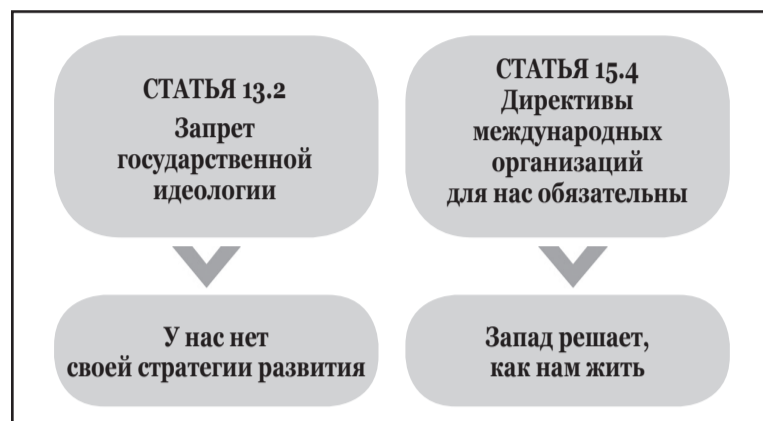 СТАТЬЯ 13.2
Запрет
государственной
идеологии
СТАТЬЯ 15.4
Директивы
международных
организаций
для нас обязательны
У нас нет
своей стратегии развития
Запад решает,
как нам жить